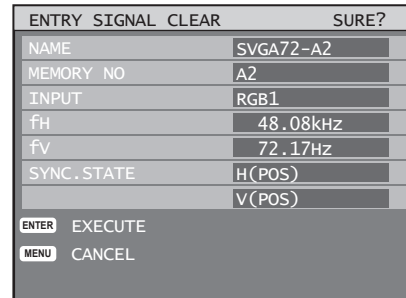 ENTRY SIGNAL CLEAR SURE?
NAME SVGA72-A2
MEMORY NO A2
INPUT RGB1
fH 48.08kHz
fV 72.17Hz
SYNC.STATE H(POS)
V(POS)
ENTER EXECUTE
MENU CANCEL